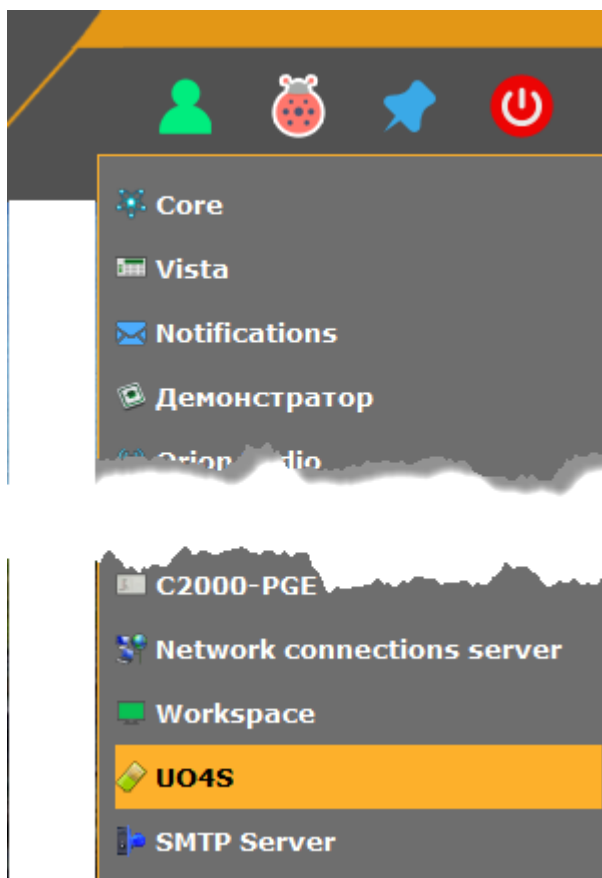 Core
Vista
Notifications
Демонстратор
C2000-PGE
Network connections server
Workspace
UO4S
SMTP Server